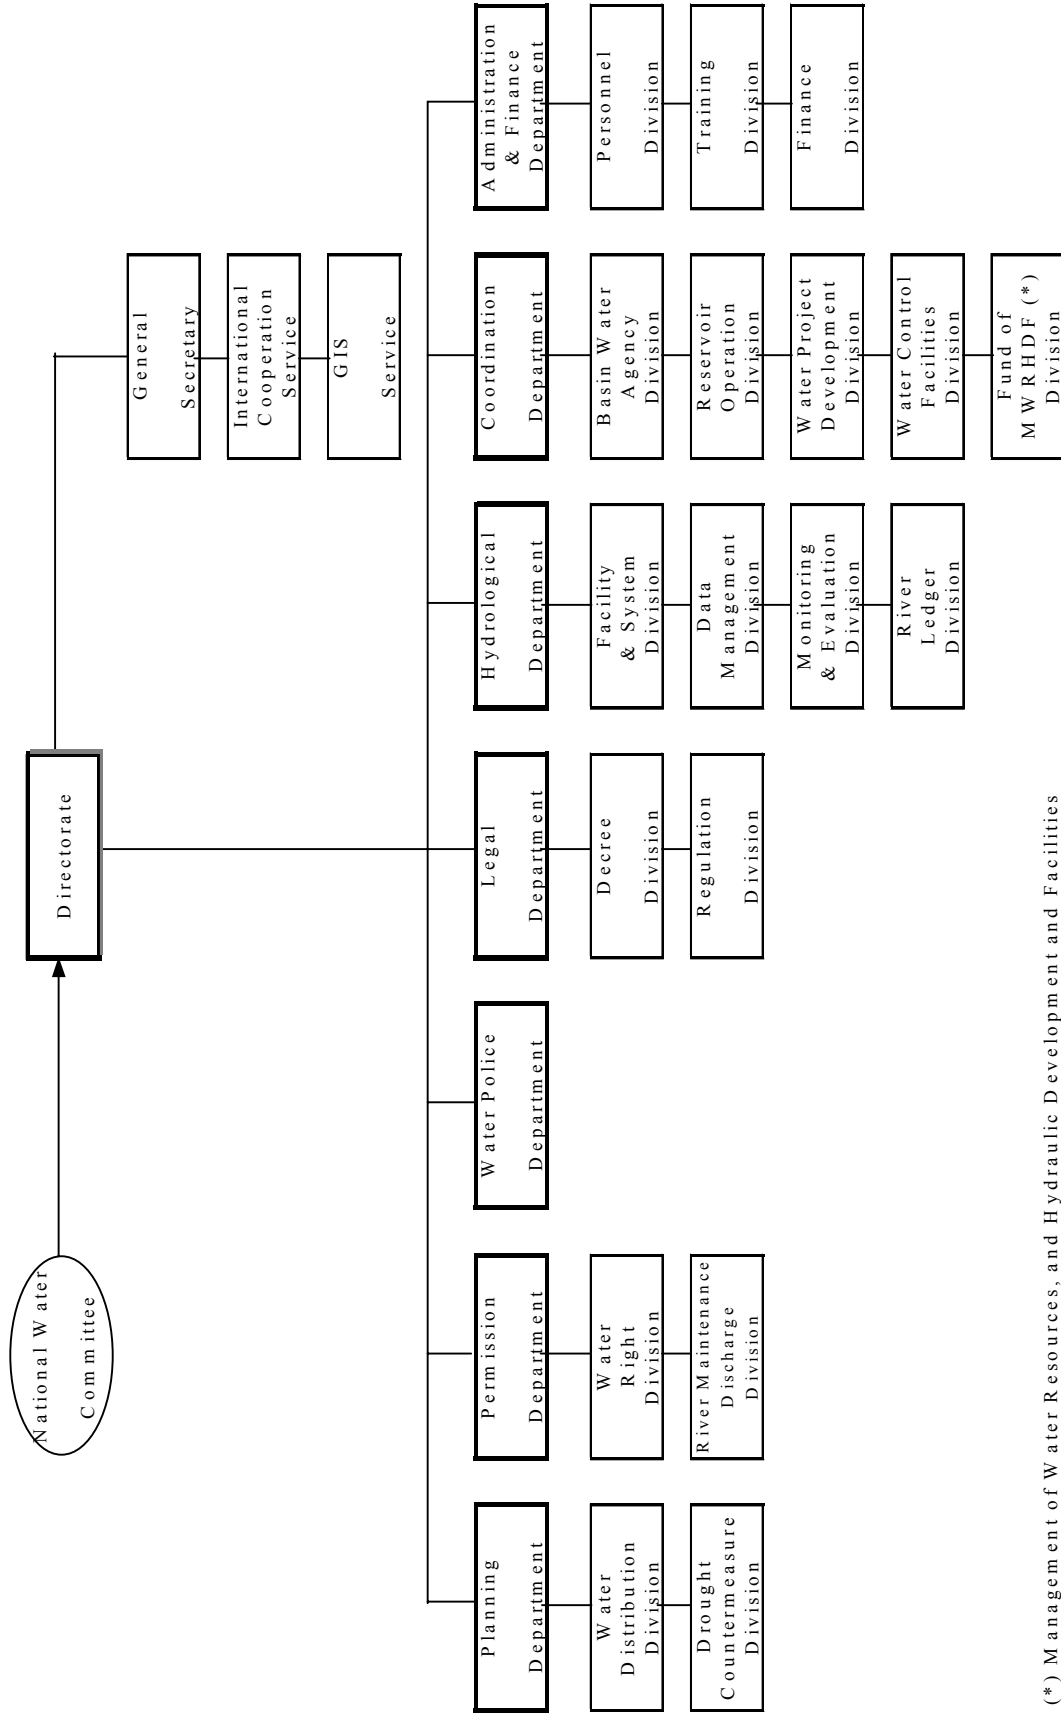 National Water
Committee
Directorate
General
Secretary
International
Cooperation
Service
GIS
Service
Planning
Department
Water
Distribution
Division
Drought
Countermeasure
Division
Permission
Department
Water
Right
Division
River Maintenance
Discharge
Division
Water Police
Department
Legal
Department
Decree
Division
Regulation
Division
Hydrological
Department
Facility
& System
Division
Data
Management
Division
Monitoring
& Evaluation
Division
River
Ledger
Division
Coordination
Department
Basin Water
Agency
Division
Reservoir
Operation
Division
Water Project
Development
Division
Water Control
Facilities
Division
Fund of
MWRHDF (*)
Division
Administration
& Finance
Department
Personnel
Division
Training
Division
Finance
Division
(*) Management of Water Resources, and Hydraulic Development and Facilities